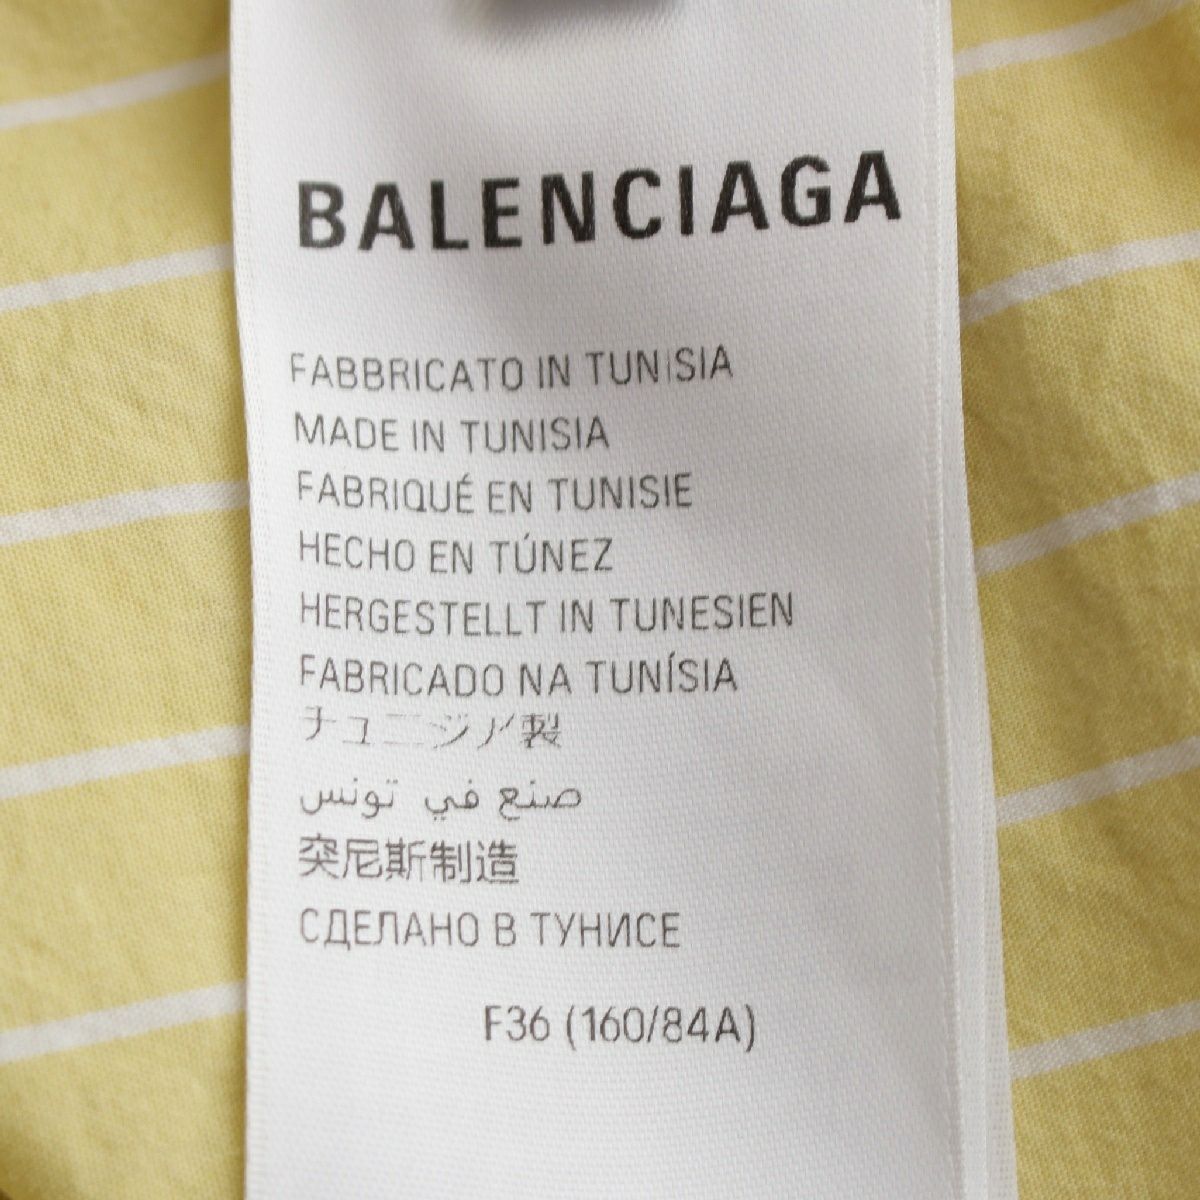 BALENCIAGA
FABBRICATO IN TUNISIA
MADE IN TUNISIA
FABRIQUÉ EN TUNISIE
HECHO EN TÚNEZ
HERGESTELLT IN TUNESIEN
FABRICADO NA TUNÍSIA
チュニジア製
صنع في تونس
突尼斯制造
СДЕЛАНО В ТУНИСЕ
F36 (160/84A)